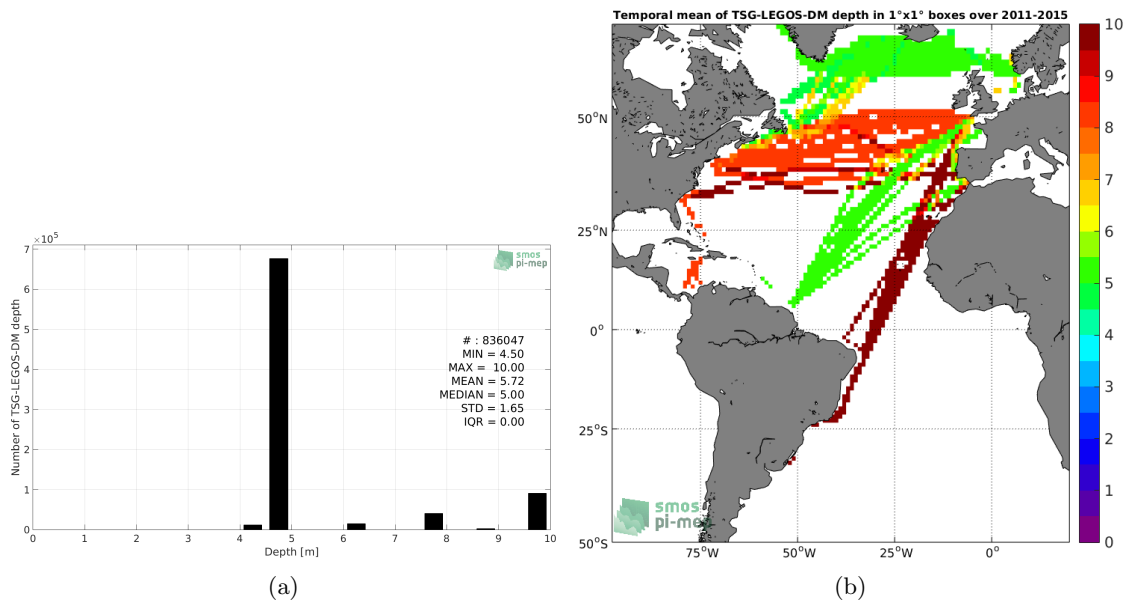 ×10⁵
7
6
5
4
3
2
1
0
Number of TSG-LEGOS-DM depth
smos
pi-mep
# : 836047
MIN = 4.50
MAX = 10.00
MEAN = 5.72
MEDIAN = 5.00
STD = 1.65
IQR = 0.00
0 1 2 3 4 5 6 7 8 9 10
Depth [m]
(a)
Temporal mean of TSG-LEGOS-DM depth in 1°x1° boxes over 2011-2015
50°N
25°N
0°
25°S
50°S
75°W 50°W 25°W 0°
smos
pi-mep
10
9
8
7
6
5
4
3
2
1
0
(b)